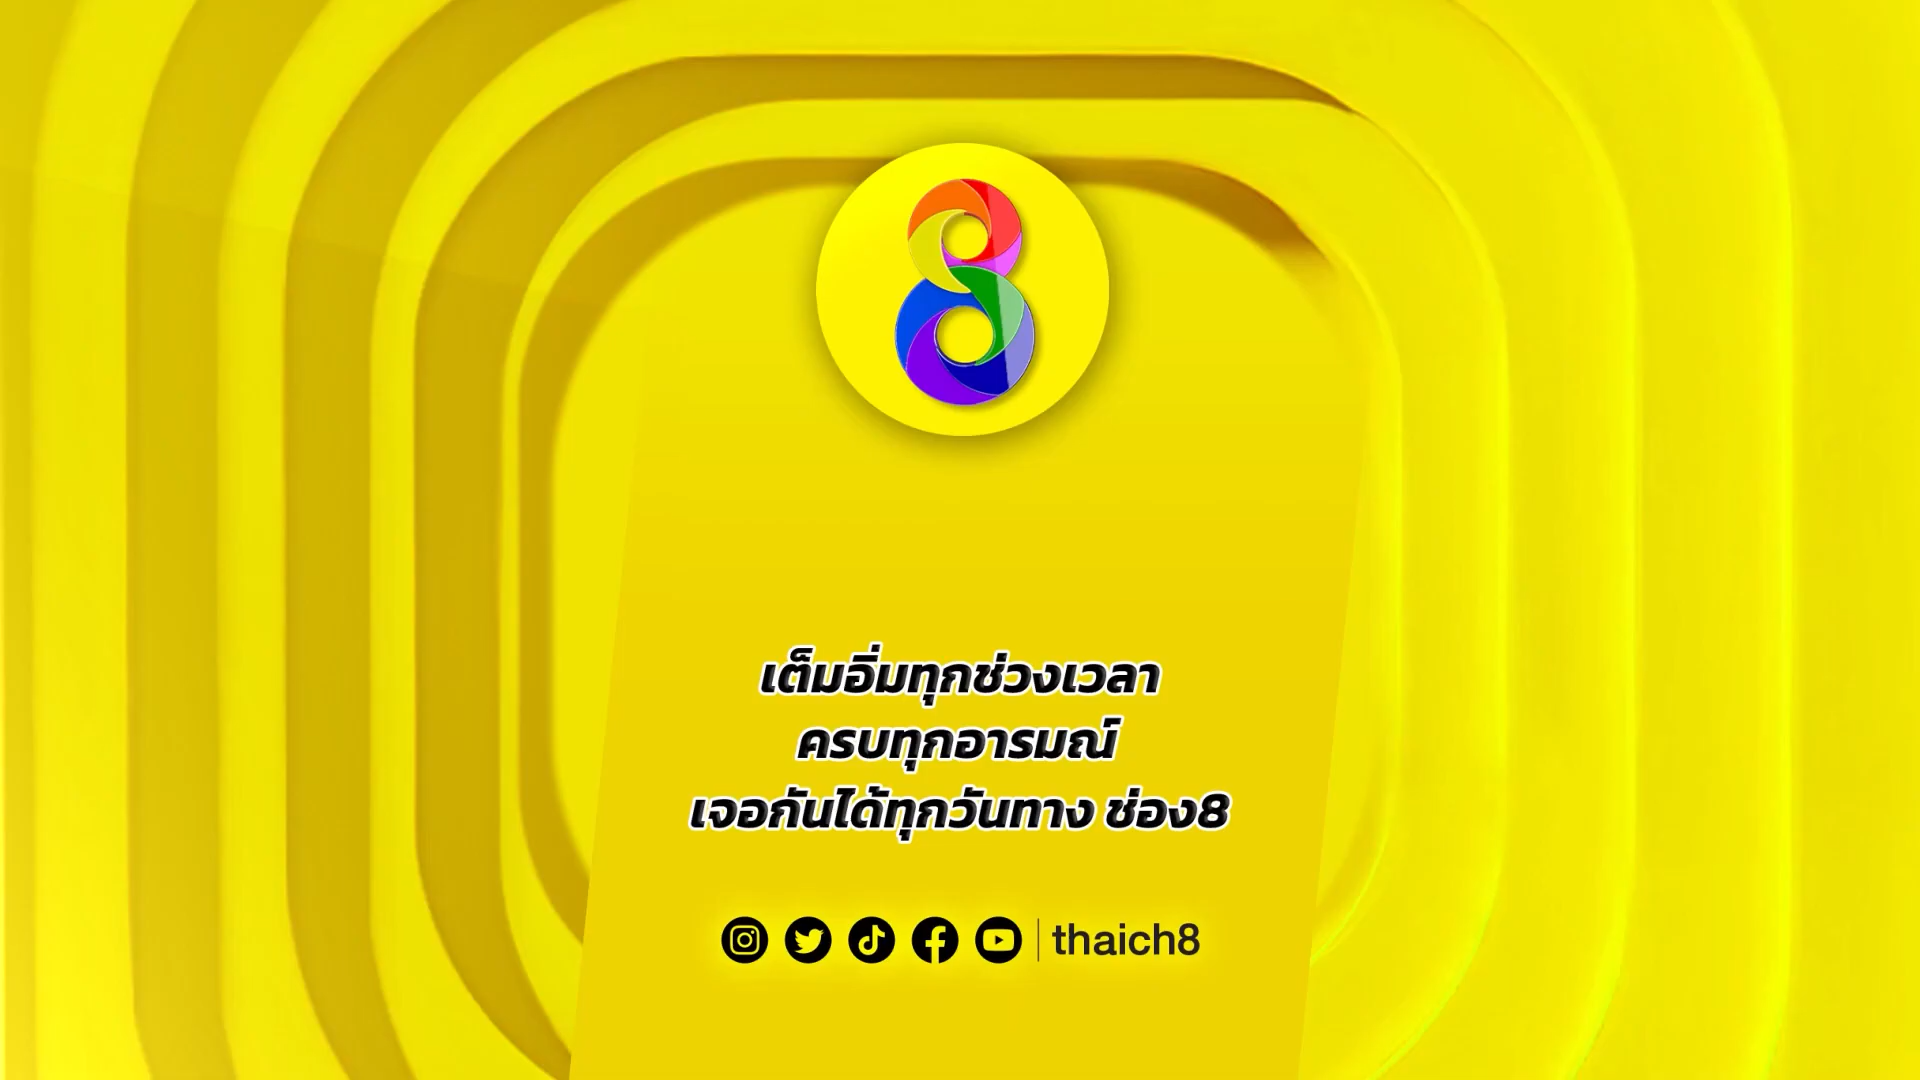 8
เต็มอิ่มทุกช่วงเวลา
ครบทุกอารมณ์
เจอกันได้ทุกวันทาง ช่อง8
thaich8